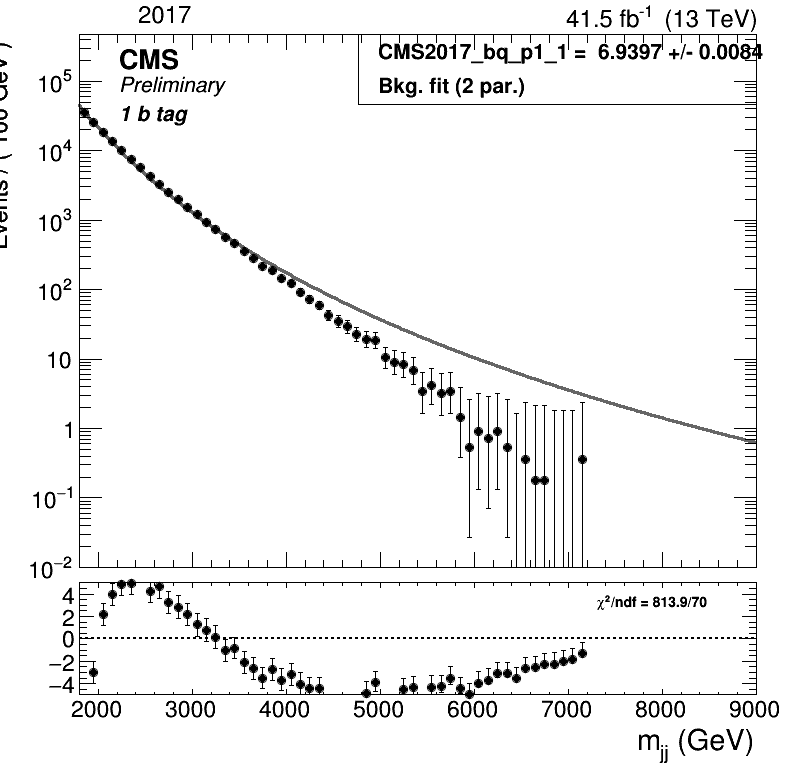 2017
41.5 fb⁻¹ (13 TeV)
CMS
Preliminary
1 b tag
CMS2017_bq_p1_1 = 6.9397 +/- 0.0084
Bkg. fit (2 par.)
Events / ( 100 GeV )
10⁵
10⁴
10³
10²
10
1
10⁻¹
10⁻²
χ²/ndf = 813.9/70
4
2
0
−2
−4
2000 3000 4000 5000 6000 7000 8000 9000
m_jj (GeV)